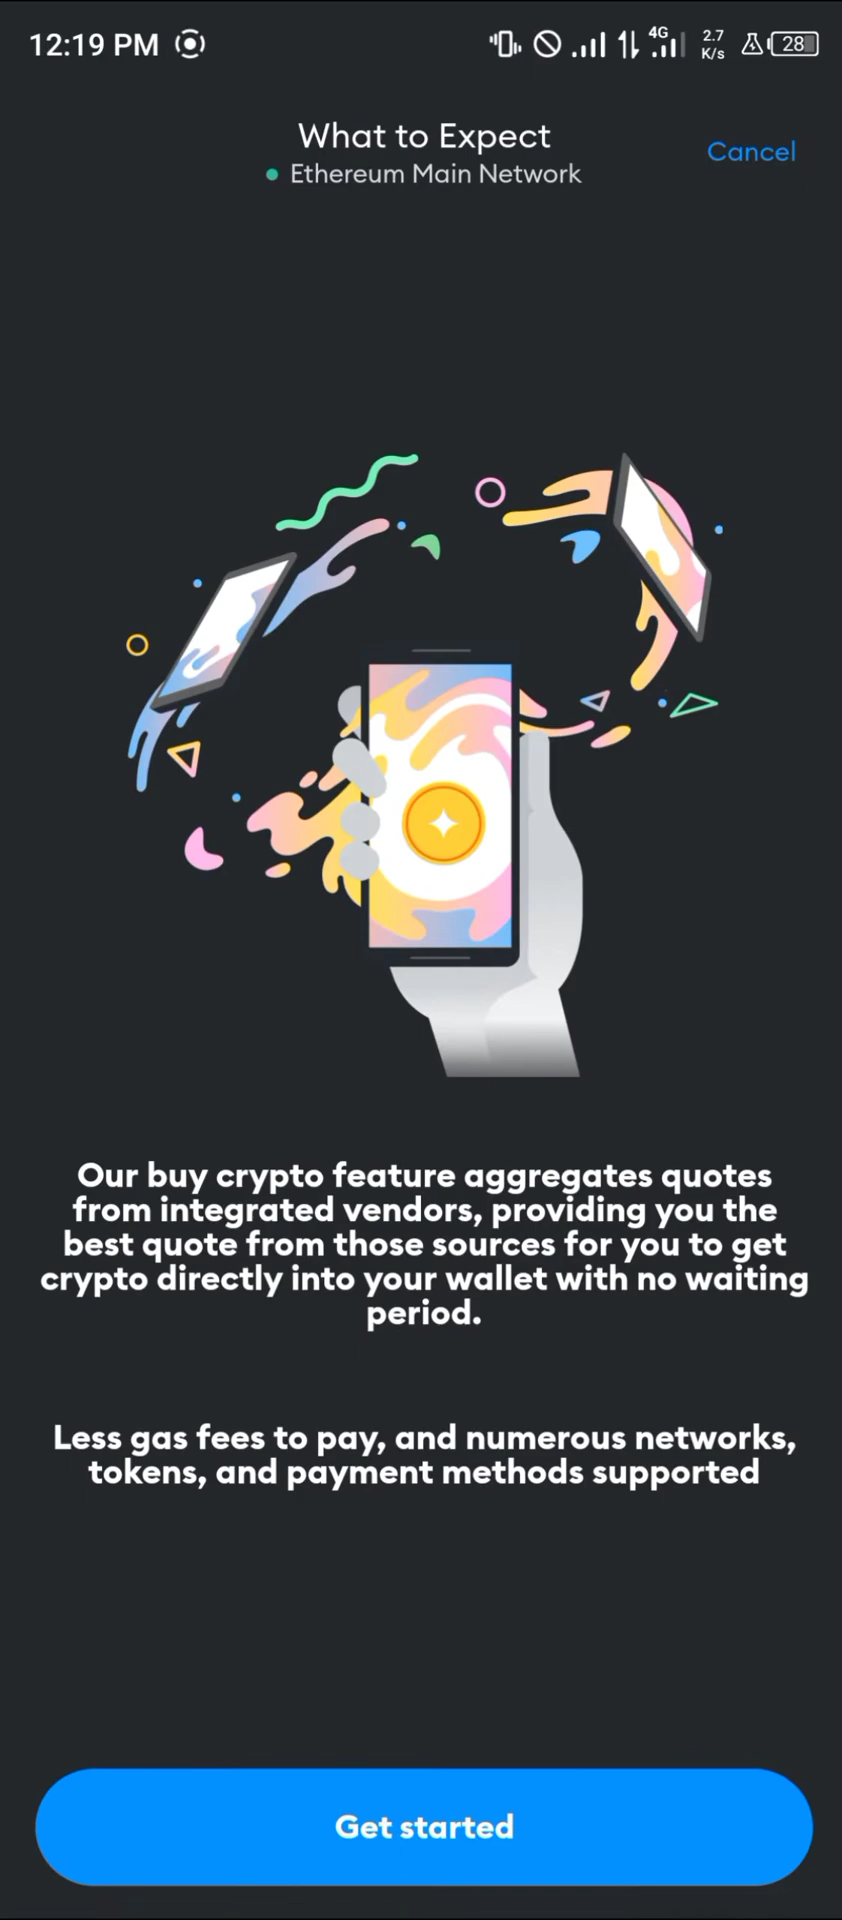 12:19 PM 4G 2.7 K/s 28
What to Expect
Ethereum Main Network
Cancel
Our buy crypto feature aggregates quotes
from integrated vendors, providing you the
best quote from those sources for you to get
crypto directly into your wallet with no waiting
period.
Less gas fees to pay, and numerous networks,
tokens, and payment methods supported
Get started